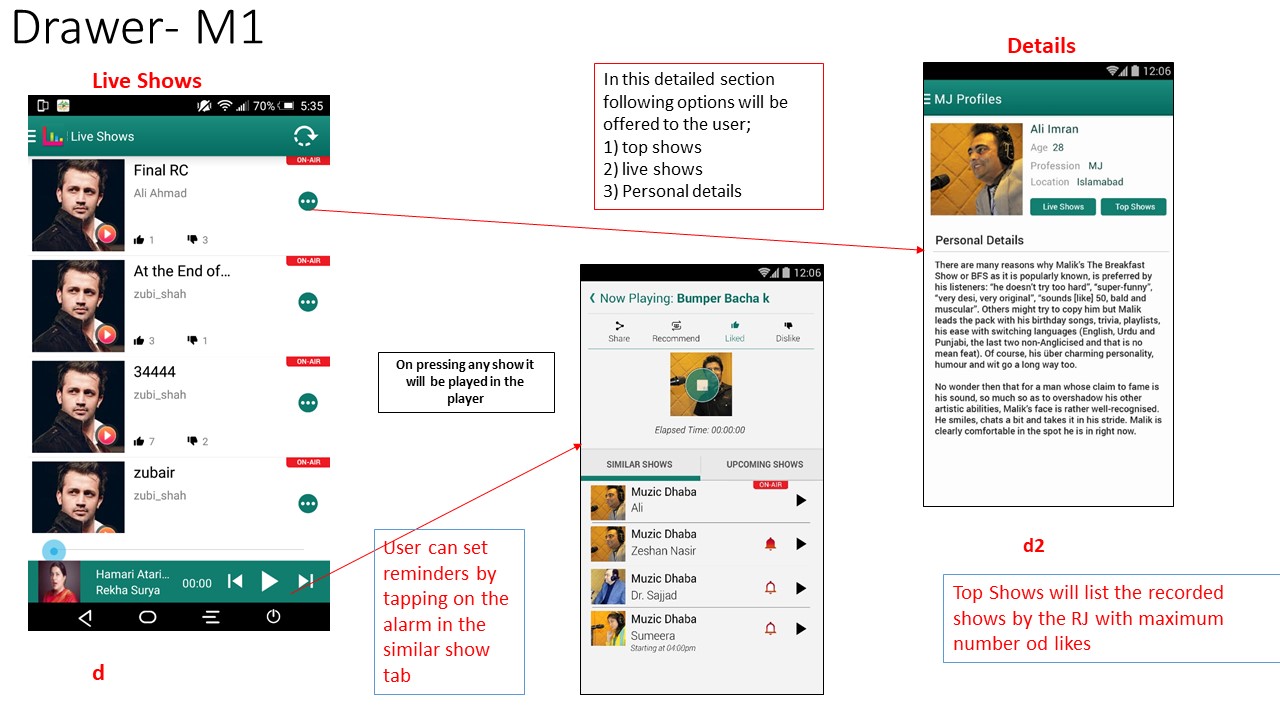 Drawer- M1
Live Shows
70%
5:35
Live Shows
ON-AIR
Final RC
Ali Ahmad
1
3
ON-AIR
At the End of...
zubi_shah
3
1
ON-AIR
34444
zubi_shah
7
2
ON-AIR
zubair
zubi_shah
Hamari Atari...
Rekha Surya
00:00
d
In this detailed section
following options will be
offered to the user;
1) top shows
2) live shows
3) Personal details
On pressing any show it
will be played in the
player
User can set
reminders by
tapping on the
alarm in the
similar show
tab
12:06
Now Playing: Bumper Bacha k
Share
Recommend
Liked
Dislike
Elapsed Time: 00:00:00
SIMILAR SHOWS
UPCOMING SHOWS
ON-AIR
Muzic Dhaba
Ali
Muzic Dhaba
Zeshan Nasir
Muzic Dhaba
Dr. Sajjad
Muzic Dhaba
Sumeera
Starting at 04:00pm
Details
12:06
MJ Profiles
Ali Imran
Age 28
Profession MJ
Location Islamabad
Live Shows
Top Shows
Personal Details
There are many reasons why Malik's The Breakfast
Show or BFS as it is popularly known, is preferred by
his listeners: "he doesn't try too hard", "super-funny",
"very desi, very original", "sounds [like] 50, bald and
muscular". Others might try to copy him but Malik
leads the pack with his birthday songs, trivia, playlists,
his ease with switching languages (English, Urdu and
Punjabi, the last two non-Anglicised and that is no
mean feat). Of course, his über charming personality,
humour and wit go a long way too.
No wonder then that for a man whose claim to fame is
his sound, so much so as to overshadow his other
artistic abilities, Malik's face is rather well-recognised.
He smiles, chats a bit and takes it in his stride. Malik is
clearly comfortable in the spot he is in right now.
d2
Top Shows will list the recorded
shows by the RJ with maximum
number od likes